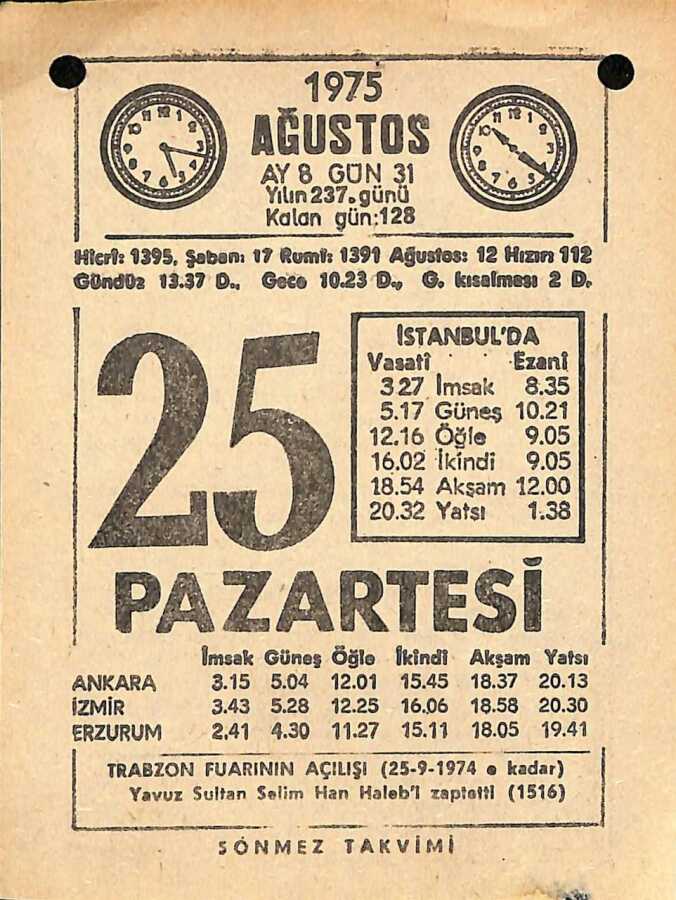 1975
AĞUSTOS
AY 8 GÜN 31
Yılın 237. günü
Kalan gün: 128
Hicrî: 1395, Şaban: 17 Rumî: 1391 Ağustos: 12 Hızır: 112
Gündüz 13.37 D., Gece 10.23 D., G. kısalması 2 D.
25
İSTANBUL'DA
Vasatî Ezanî
3 27 İmsak 8.35
5.17 Güneş 10.21
12.16 Öğle 9.05
16.02 İkindi 9.05
18.54 Akşam 12.00
20.32 Yatsı 1.38
PAZARTESİ
İmsak Güneş Öğle İkindi Akşam Yatsı
ANKARA 3.15 5.04 12.01 15.45 18.37 20.13
İZMİR 3.43 5.28 12.25 16.06 18.58 20.30
ERZURUM 2.41 4.30 11.27 15.11 18.05 19.41
TRABZON FUARININ AÇILIŞI (25-9-1974 e kadar)
Yavuz Sultan Selim Han Haleb'i zaptetti (1516)
SÖNMEZ TAKVİMİ